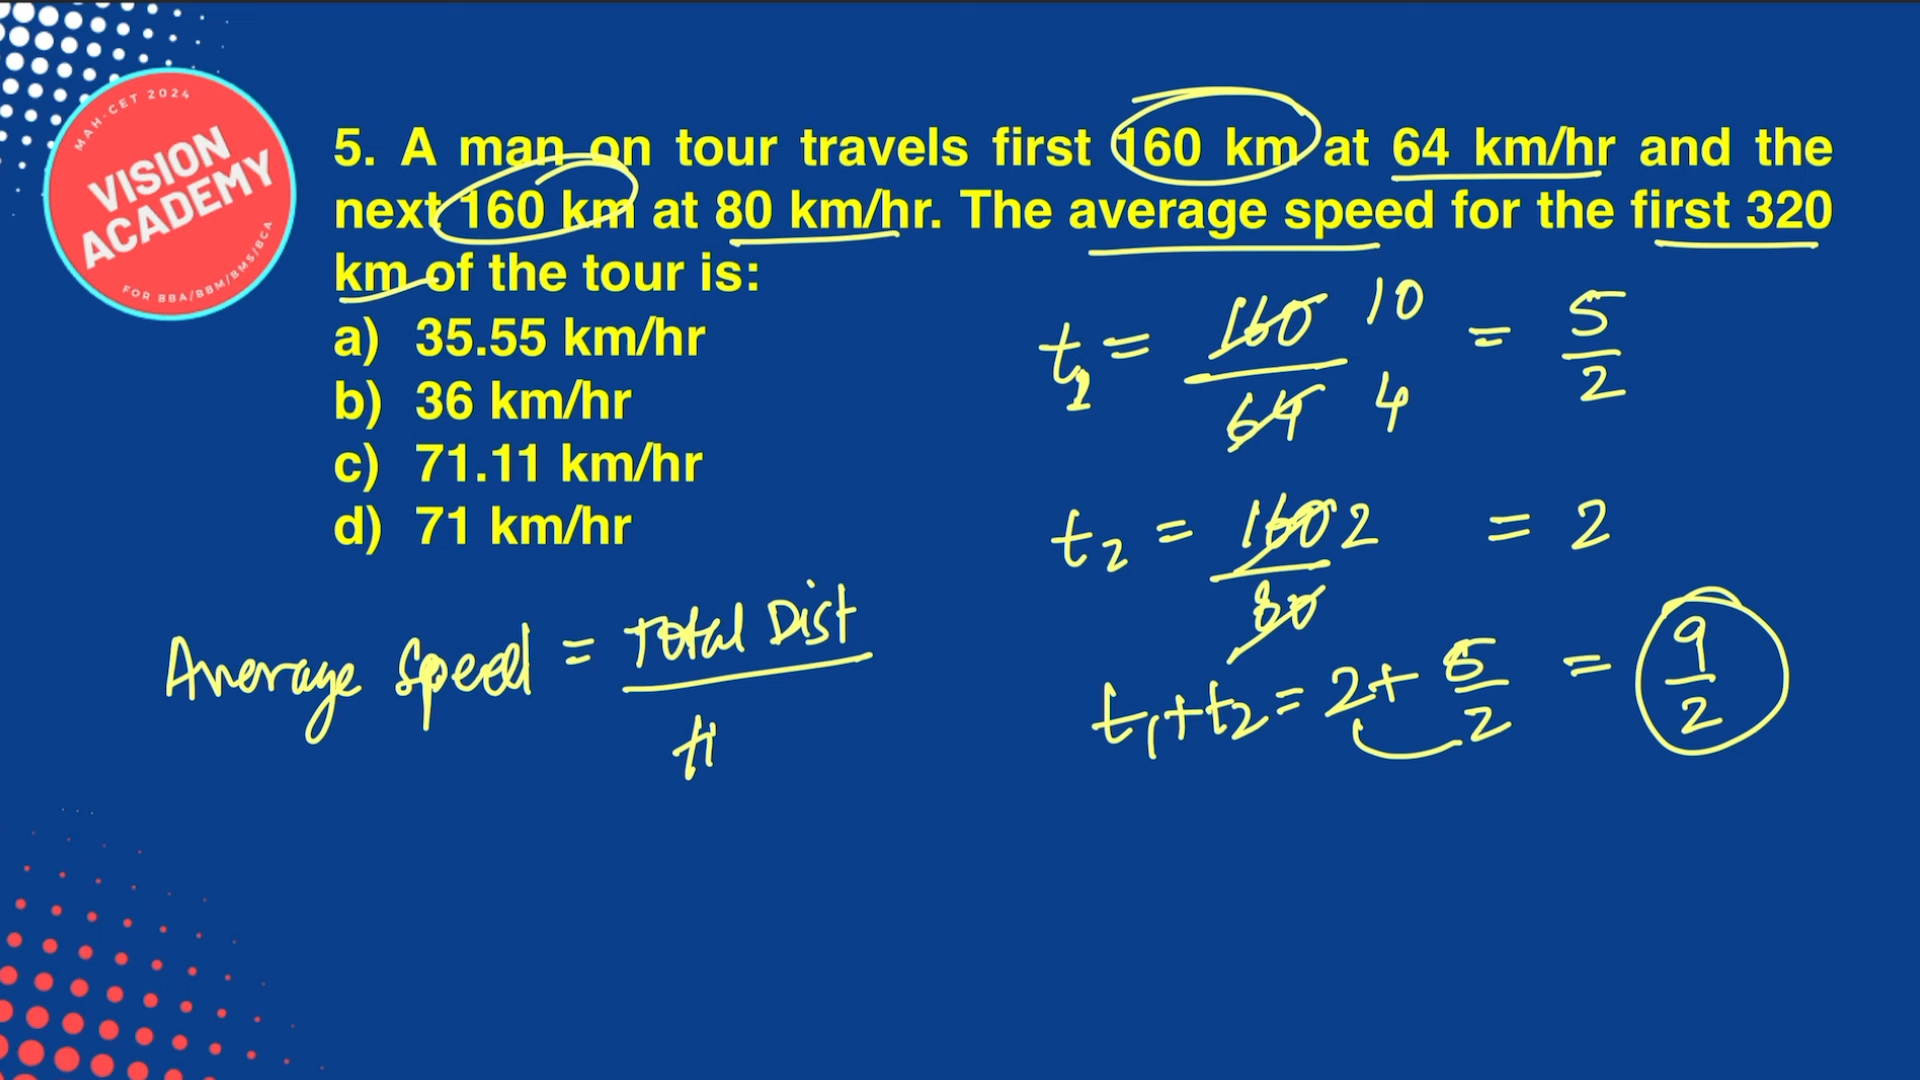 MAH-CET 2024
VISION
ACADEMY
FOR BBA/BBM/BMS/BCA
5. A man on tour travels first 160 km at 64 km/hr and the
next 160 km at 80 km/hr. The average speed for the first 320
km of the tour is:
a) 35.55 km/hr
b) 36 km/hr
c) 71.11 km/hr
d) 71 km/hr
t1 = 160/64 10/4 = 5/2
t2 = 160/80 2 = 2
t1+t2 = 2+ 5/2 = 9/2
Average Speed = Total Dist